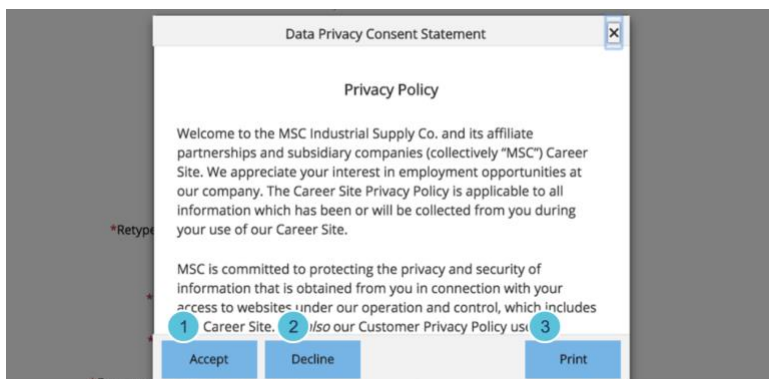 Data Privacy Consent Statement
Privacy Policy
Welcome to the MSC Industrial Supply Co. and its affiliate
partnerships and subsidiary companies (collectively “MSC”) Career
Site. We appreciate your interest in employment opportunities at
our company. The Career Site Privacy Policy is applicable to all
information which has been or will be collected from you during
*Retype
your use of our Career Site.
MSC is committed to protecting the privacy and security of
information that is obtained from you in connection with your
access to websites under our operation and control, which includes
1 Career Site. 2 also our Customer Privacy Policy 3
Accept Decline Print